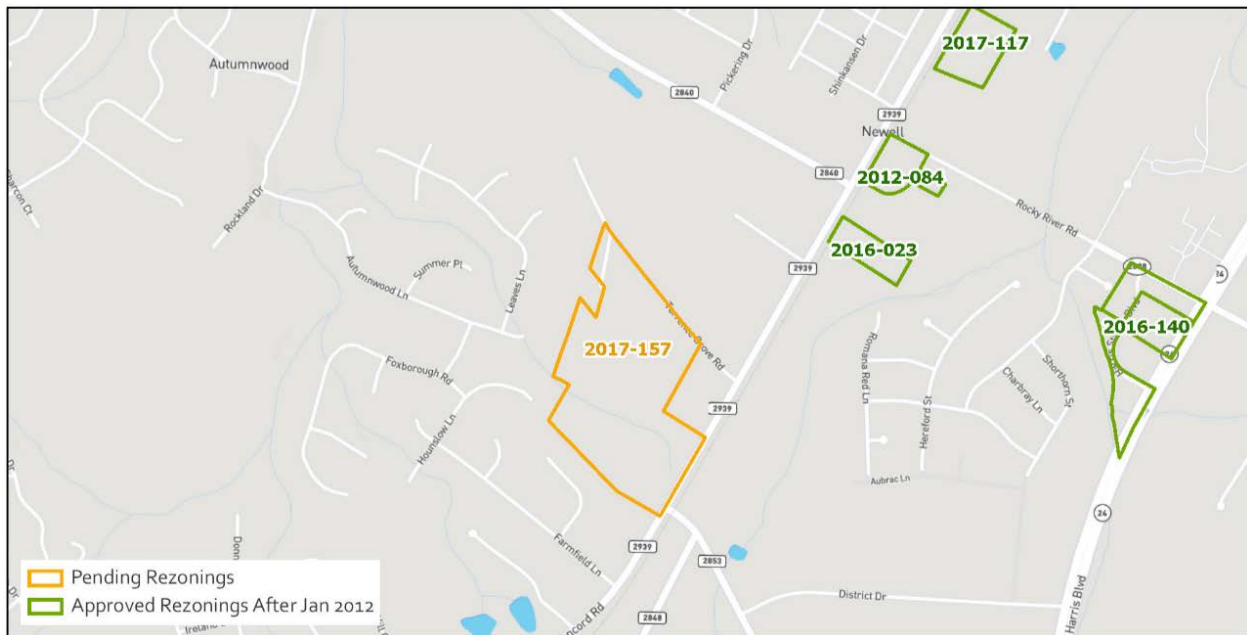 2017-117
Autumnwood
Pickering Dr
Shinkansen Dr
2840
2939
Newell
2840
2012-084
Rocky River Rd
Rockland Dr
Summer Pl
Autumnwood Ln
Leaves Ln
2016-023
2939
24
2016-140
2017-157
Foxborough Rd
Romana Red Ln
Hereford St
Charbray Ln
Shorthorn St
2939
Hounslow Ln
Aubrac Ln
24
Farmfield Ln
2939
2853
2848
District Dr
Harris Blvd
Pending Rezonings
Approved Rezonings After Jan 2012